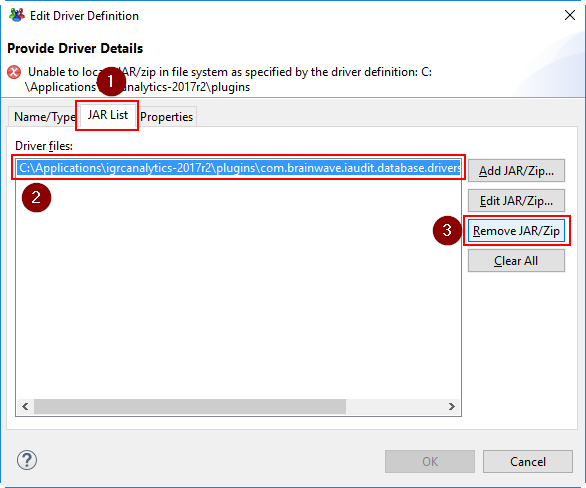 Edit Driver Definition
Provide Driver Details
Unable to loca JAR/zip in file system as specified by the driver definition: C:
\Applications\ig analytics-2017r2\plugins
1
Name/Type JAR List Properties
Driver files:
C:\Applications\igrcanalytics-2017r2\plugins\com.brainwave.iaudit.database.drivers
Add JAR/Zip...
2
Edit JAR/Zip...
3
Remove JAR/Zip
Clear All
?
OK
Cancel